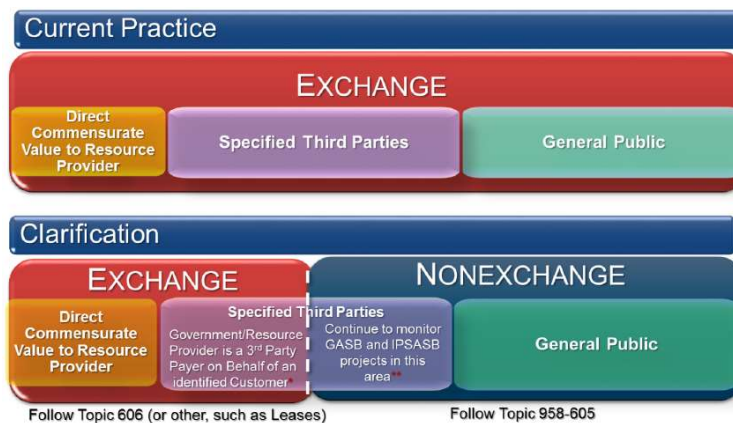 Current Practice
EXCHANGE
Direct
Commensurate
Value to Resource
Provider
Specified Third Parties
General Public
Clarification
EXCHANGE
NONEXCHANGE
Direct
Commensurate
Value to Resource
Provider
Specified Third Parties
Government/Resource
Provider is a 3rd Party
Payer on Behalf of an
identified Customer*
Continue to monitor
GASB and IPSASB
projects in this
area**
General Public
Follow Topic 606 (or other, such as Leases)
Follow Topic 958-605